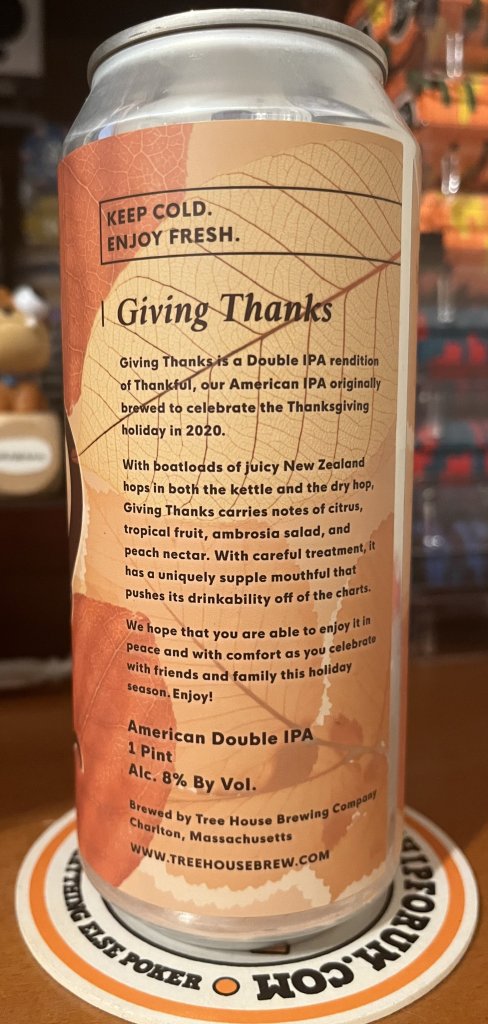 KEEP COLD.
ENJOY FRESH.
Giving Thanks
Giving Thanks is a Double IPA rendition
of Thankful, our American IPA originally
brewed to celebrate the Thanksgiving
holiday in 2020.
With boatloads of juicy New Zealand
hops in both the kettle and the dry hop,
Giving Thanks carries notes of citrus,
tropical fruit, ambrosia salad, and
peach nectar. With careful treatment, it
has a uniquely supple mouthful that
pushes its drinkability off of the charts.
We hope that you are able to enjoy it in
peace and with comfort as you celebrate
with friends and family this holiday
season. Enjoy!
American Double IPA
1 Pint
Alc. 8% By Vol.
Brewed by Tree House Brewing Company
Charlton, Massachusetts
WWW.TREEHOUSEBREW.COM
ELSE POKER
HIPFORUM.COM